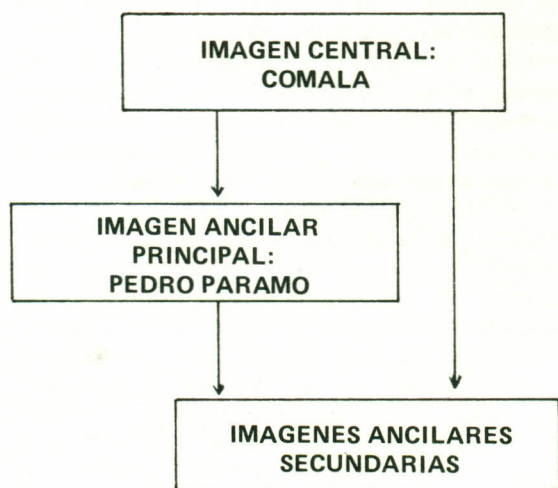 IMAGEN CENTRAL:
COMALA
IMAGEN ANCILAR
PRINCIPAL:
PEDRO PARAMO
IMAGENES ANCILARES
SECUNDARIAS